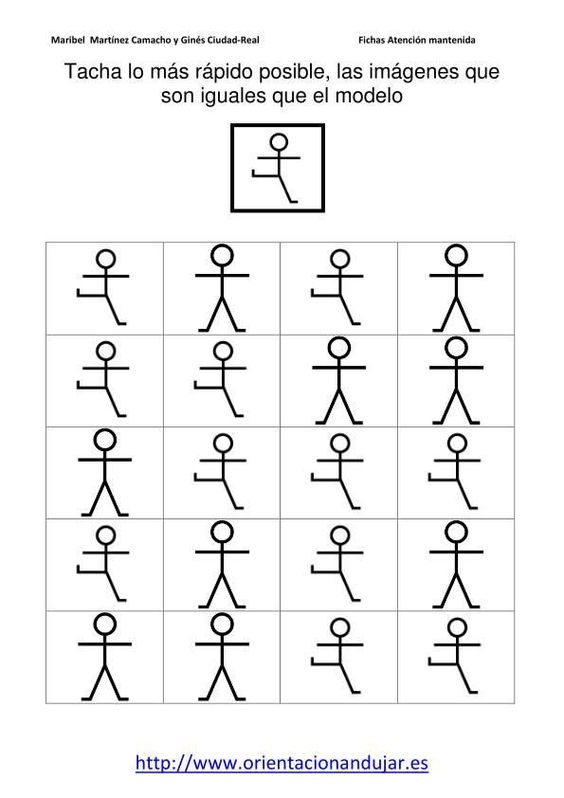 Maribel Martínez Camacho y Ginés Ciudad-Real Fichas Atención mantenida
Tacha lo más rápido posible, las imágenes que
son iguales que el modelo
http://www.orientacionandujar.es